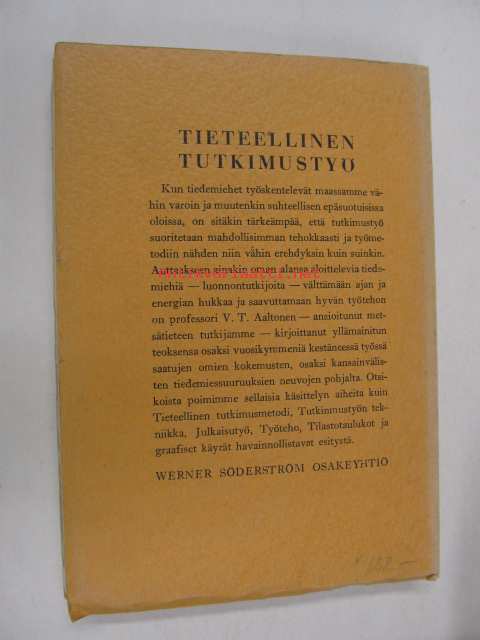 TIETEELLINEN
TUTKIMUSTYÖ
Kun tiedemiehet työskentelevät maassamme vä-
hin varoin ja muutenkin suhteellisen epäsuotuisissa
oloissa, on sitäkin tärkeämpää, että tutkimustyö
suoritetaan mahdollisimman tehokkaasti ja työme-
todiin nähden niin vähin erehdyksin kuin suinkin.
Auttaakseen ainakin oman alansa aloittelevia tiede-
miehiä — luonnontutkijoita — välttämään ajan ja
energian hukkaa ja saavuttamaan hyvän työtehon
on professori V. T. Aaltonen — ansioitunut met-
sätieteen tutkijamme — kirjoittanut yllämainitun
teoksensa osaksi vuosikymmeniä kestäneessä työssä
saatujen omien kokemusten, osaksi kansainvälis-
ten tiedemiessuuruuksien neuvojen pohjalta. Otsi-
koista poimimme sellaisia käsittelyn aiheita kuin
Tieteellinen tutkimusmetodi, Tutkimustyön tek-
niikka, Julkaisutyö, Työteho, Tilastotaulukot ja
graafiset käyrät havainnollistavat esitystä.
WERNER SÖDERSTRÖM OSAKEYHTIÖ